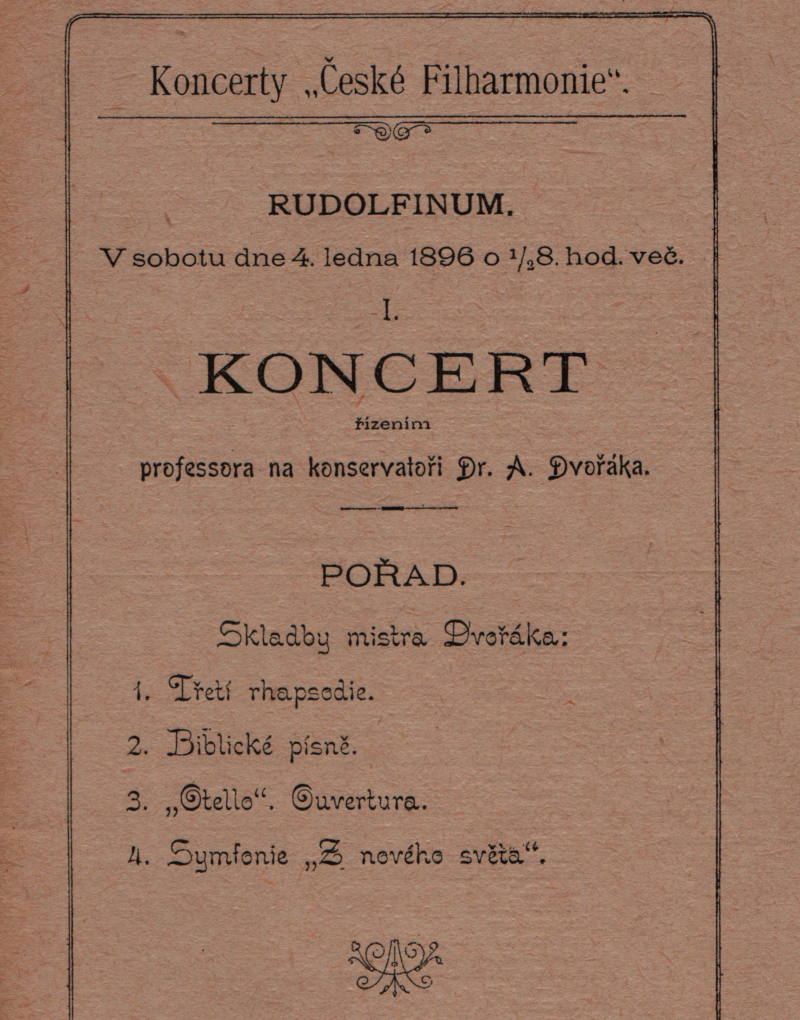 Koncerty „České Filharmonie“.
RUDOLFINUM.
V sobotu dne 4. ledna 1896 o 1/28. hod. več.
I.
KONCERT
řízením
professora na konservatoři Dr. A. Dvořáka.
POŘAD.
Skladby mistra Dvořáka:
1. Třetí rhapsodie.
2. Biblické písně.
3. „Otello“. Ouvertura.
4. Symfonie „Z nového světa“.